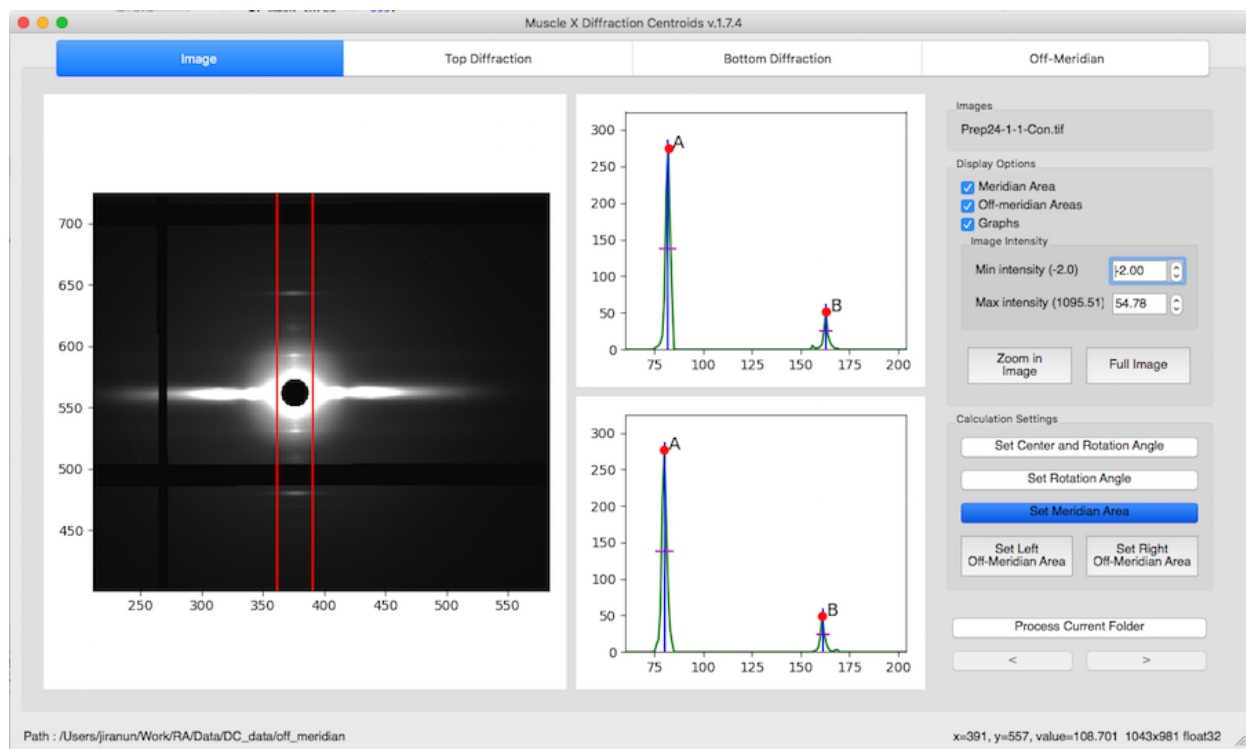 Muscle X Diffraction Centroids v.1.7.4
Image
Top Diffraction
Bottom Diffraction
Off-Meridian
700
650
600
550
500
450
250 300 350 400 450 500 550
300
250
200
150
100
50
0
75 100 125 150 175 200
A
B
300
250
200
150
100
50
0
75 100 125 150 175 200
A
B
Images
Prep24-1-1-Con.tif
Display Options
Meridian Area
Off-meridian Areas
Graphs
Image Intensity
Min intensity (-2.0) -2.00
Max intensity (1095.51) 54.78
Zoom in
Image
Full Image
Calculation Settings
Set Center and Rotation Angle
Set Rotation Angle
Set Meridian Area
Set Left
Off-Meridian Area
Set Right
Off-Meridian Area
Process Current Folder
< >
Path : /Users/jiranun/Work/RA/Data/DC_data/off_meridian
x=391, y=557, value=108.701 1043x981 float32